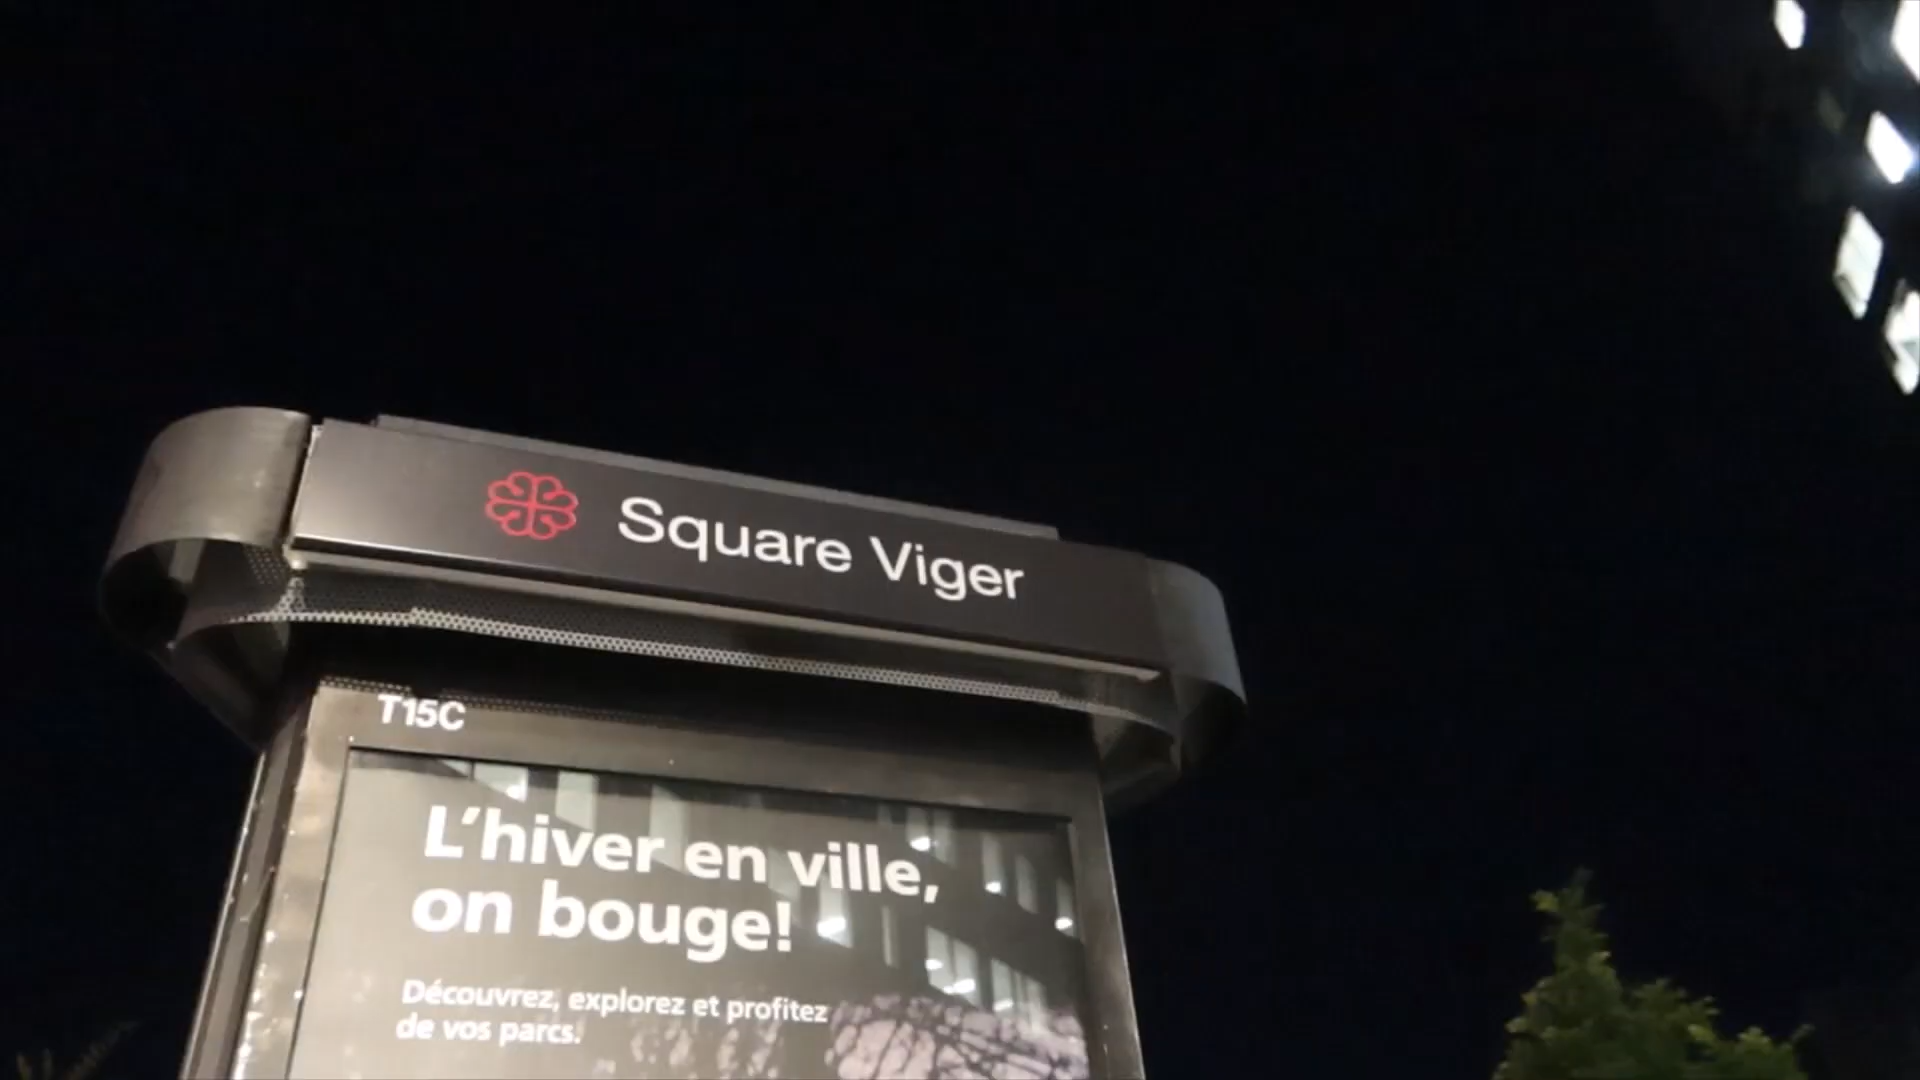 Square Viger
T15C
L'hiver en ville,
on bouge!
Découvrez, explorez et profitez
de vos parcs.